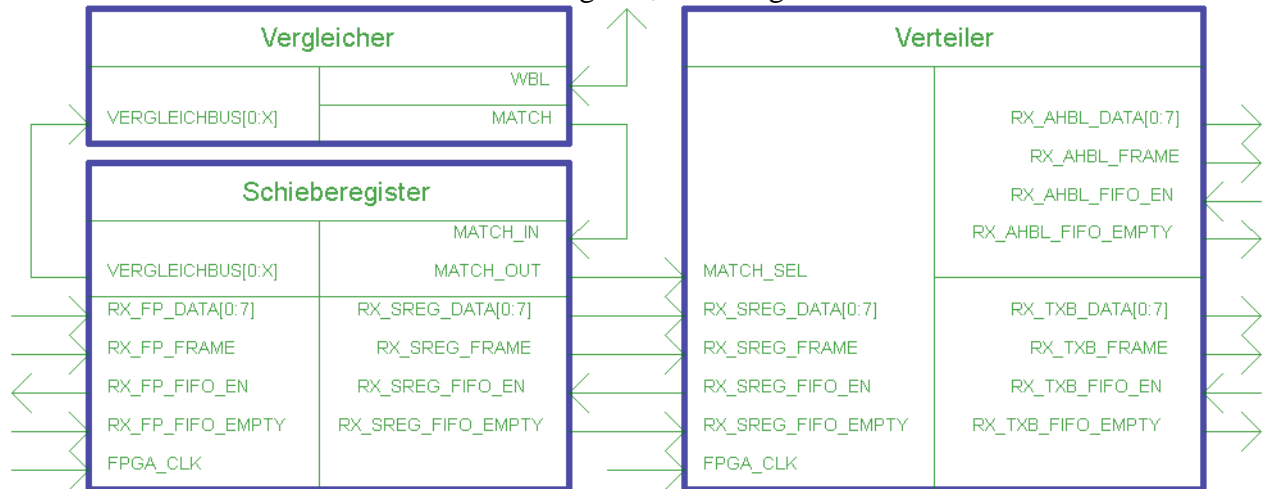 Vergleicher
WBL
VERGLEICHBUS[0:X] MATCH
Schieberegister
MATCH_IN
VERGLEICHBUS[0:X] MATCH_OUT
RX_FP_DATA[0:7] RX_SREG_DATA[0:7]
RX_FP_FRAME RX_SREG_FRAME
RX_FP_FIFO_EN RX_SREG_FIFO_EN
RX_FP_FIFO_EMPTY RX_SREG_FIFO_EMPTY
FPGA_CLK
Verteiler
RX_AHBL_DATA[0:7]
RX_AHBL_FRAME
RX_AHBL_FIFO_EN
RX_AHBL_FIFO_EMPTY
MATCH_SEL
RX_SREG_DATA[0:7] RX_TXB_DATA[0:7]
RX_SREG_FRAME RX_TXB_FRAME
RX_SREG_FIFO_EN RX_TXB_FIFO_EN
RX_SREG_FIFO_EMPTY RX_TXB_FIFO_EMPTY
FPGA_CLK